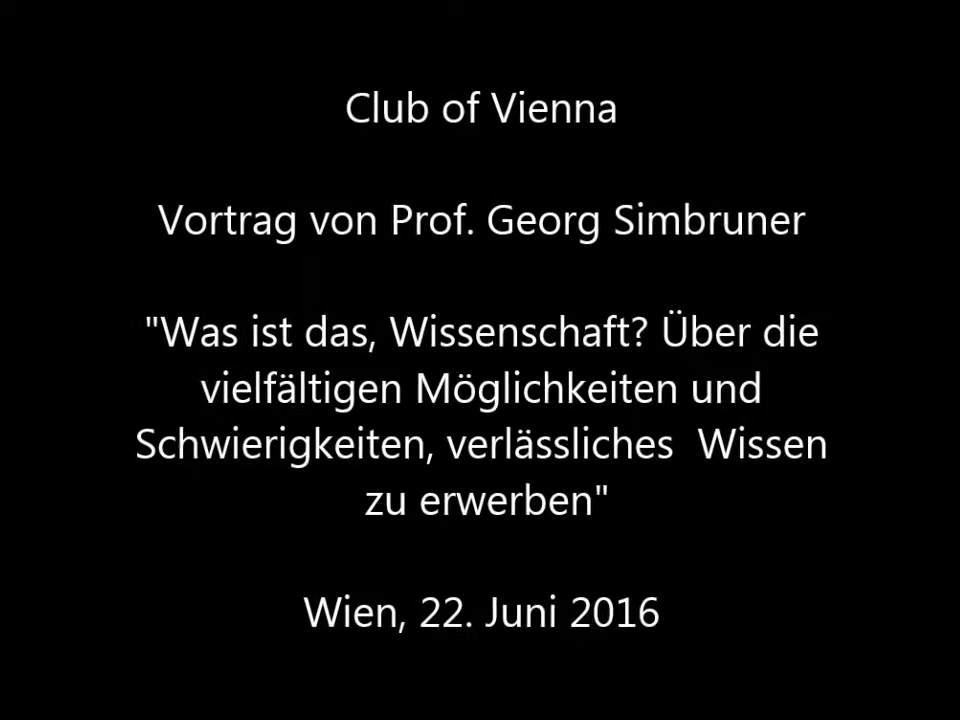 Club of Vienna
Vortrag von Prof. Georg Simbruner
"Was ist das, Wissenschaft? Über die
vielfältigen Möglichkeiten und
Schwierigkeiten, verlässliches  Wissen
zu erwerben"
Wien, 22. Juni 2016